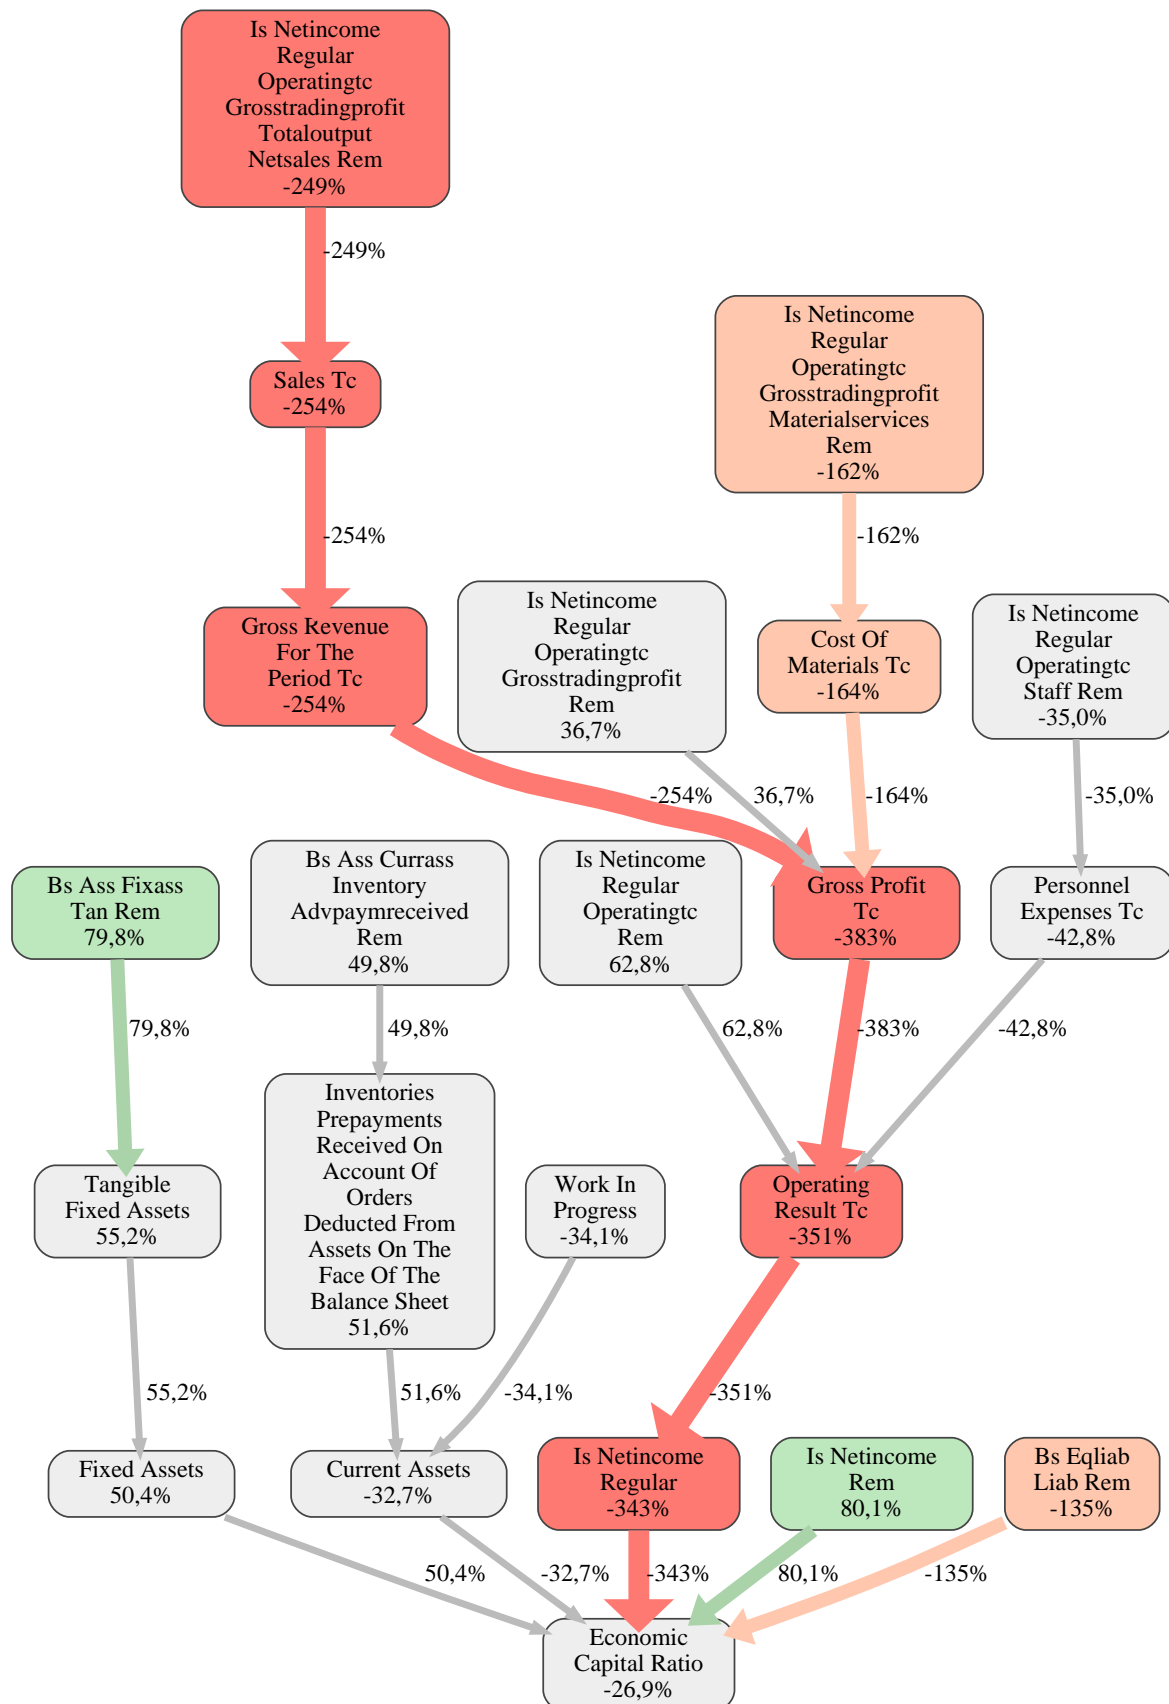 Is Netincome
Regular
Operatingtc
Grosstradingprofit
Totaloutput
Netsales Rem
-249%
-249%
Sales Tc
-254%
Is Netincome
Regular
Operatingtc
Grosstradingprofit
Materialservices
Rem
-162%
-254%
-162%
Gross Revenue
For The
Period Tc
-254%
Is Netincome
Regular
Operatingtc
Grosstradingprofit
Rem
36,7%
Cost Of
Materials Tc
-164%
Is Netincome
Regular
Operatingtc
Staff Rem
-35,0%
-254%
36,7%
-164%
-35,0%
Bs Ass Fixass
Tan Rem
79,8%
Bs Ass Currass
Inventory
Advpaymreceived
Rem
49,8%
Is Netincome
Regular
Operatingtc
Rem
62,8%
Gross Profit
Tc
-383%
Personnel
Expenses Tc
-42,8%
79,8%
49,8%
62,8%
-383%
-42,8%
Tangible
Fixed Assets
55,2%
Inventories
Prepayments
Received On
Account Of
Orders
Deducted From
Assets On The
Face Of The
Balance Sheet
51,6%
Work In
Progress
-34,1%
Operating
Result Tc
-351%
55,2%
51,6%
-34,1%
-351%
Fixed Assets
50,4%
Current Assets
-32,7%
Is Netincome
Regular
-343%
Is Netincome
Rem
80,1%
Bs Eqliab
Liab Rem
-135%
50,4%
-32,7%
-343%
80,1%
-135%
Economic
Capital Ratio
-26,9%